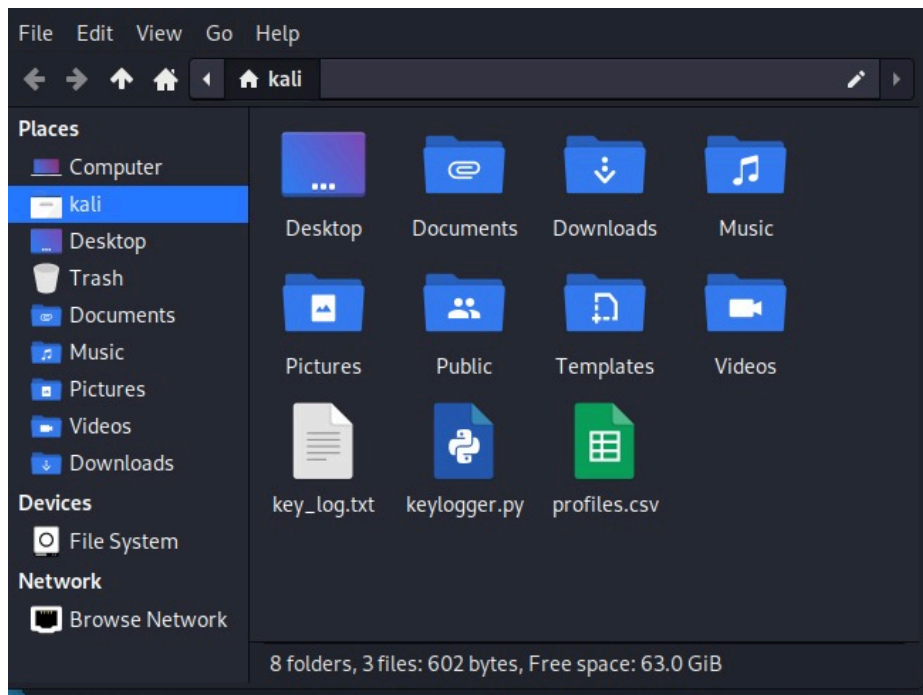 File Edit View Go Help
kali
Places
Computer
kali
Desktop
Trash
Documents
Music
Pictures
Videos
Downloads
Devices
File System
Network
Browse Network
Desktop Documents Downloads Music
Pictures Public Templates Videos
key_log.txt keylogger.py profiles.csv
8 folders, 3 files: 602 bytes, Free space: 63.0 GiB